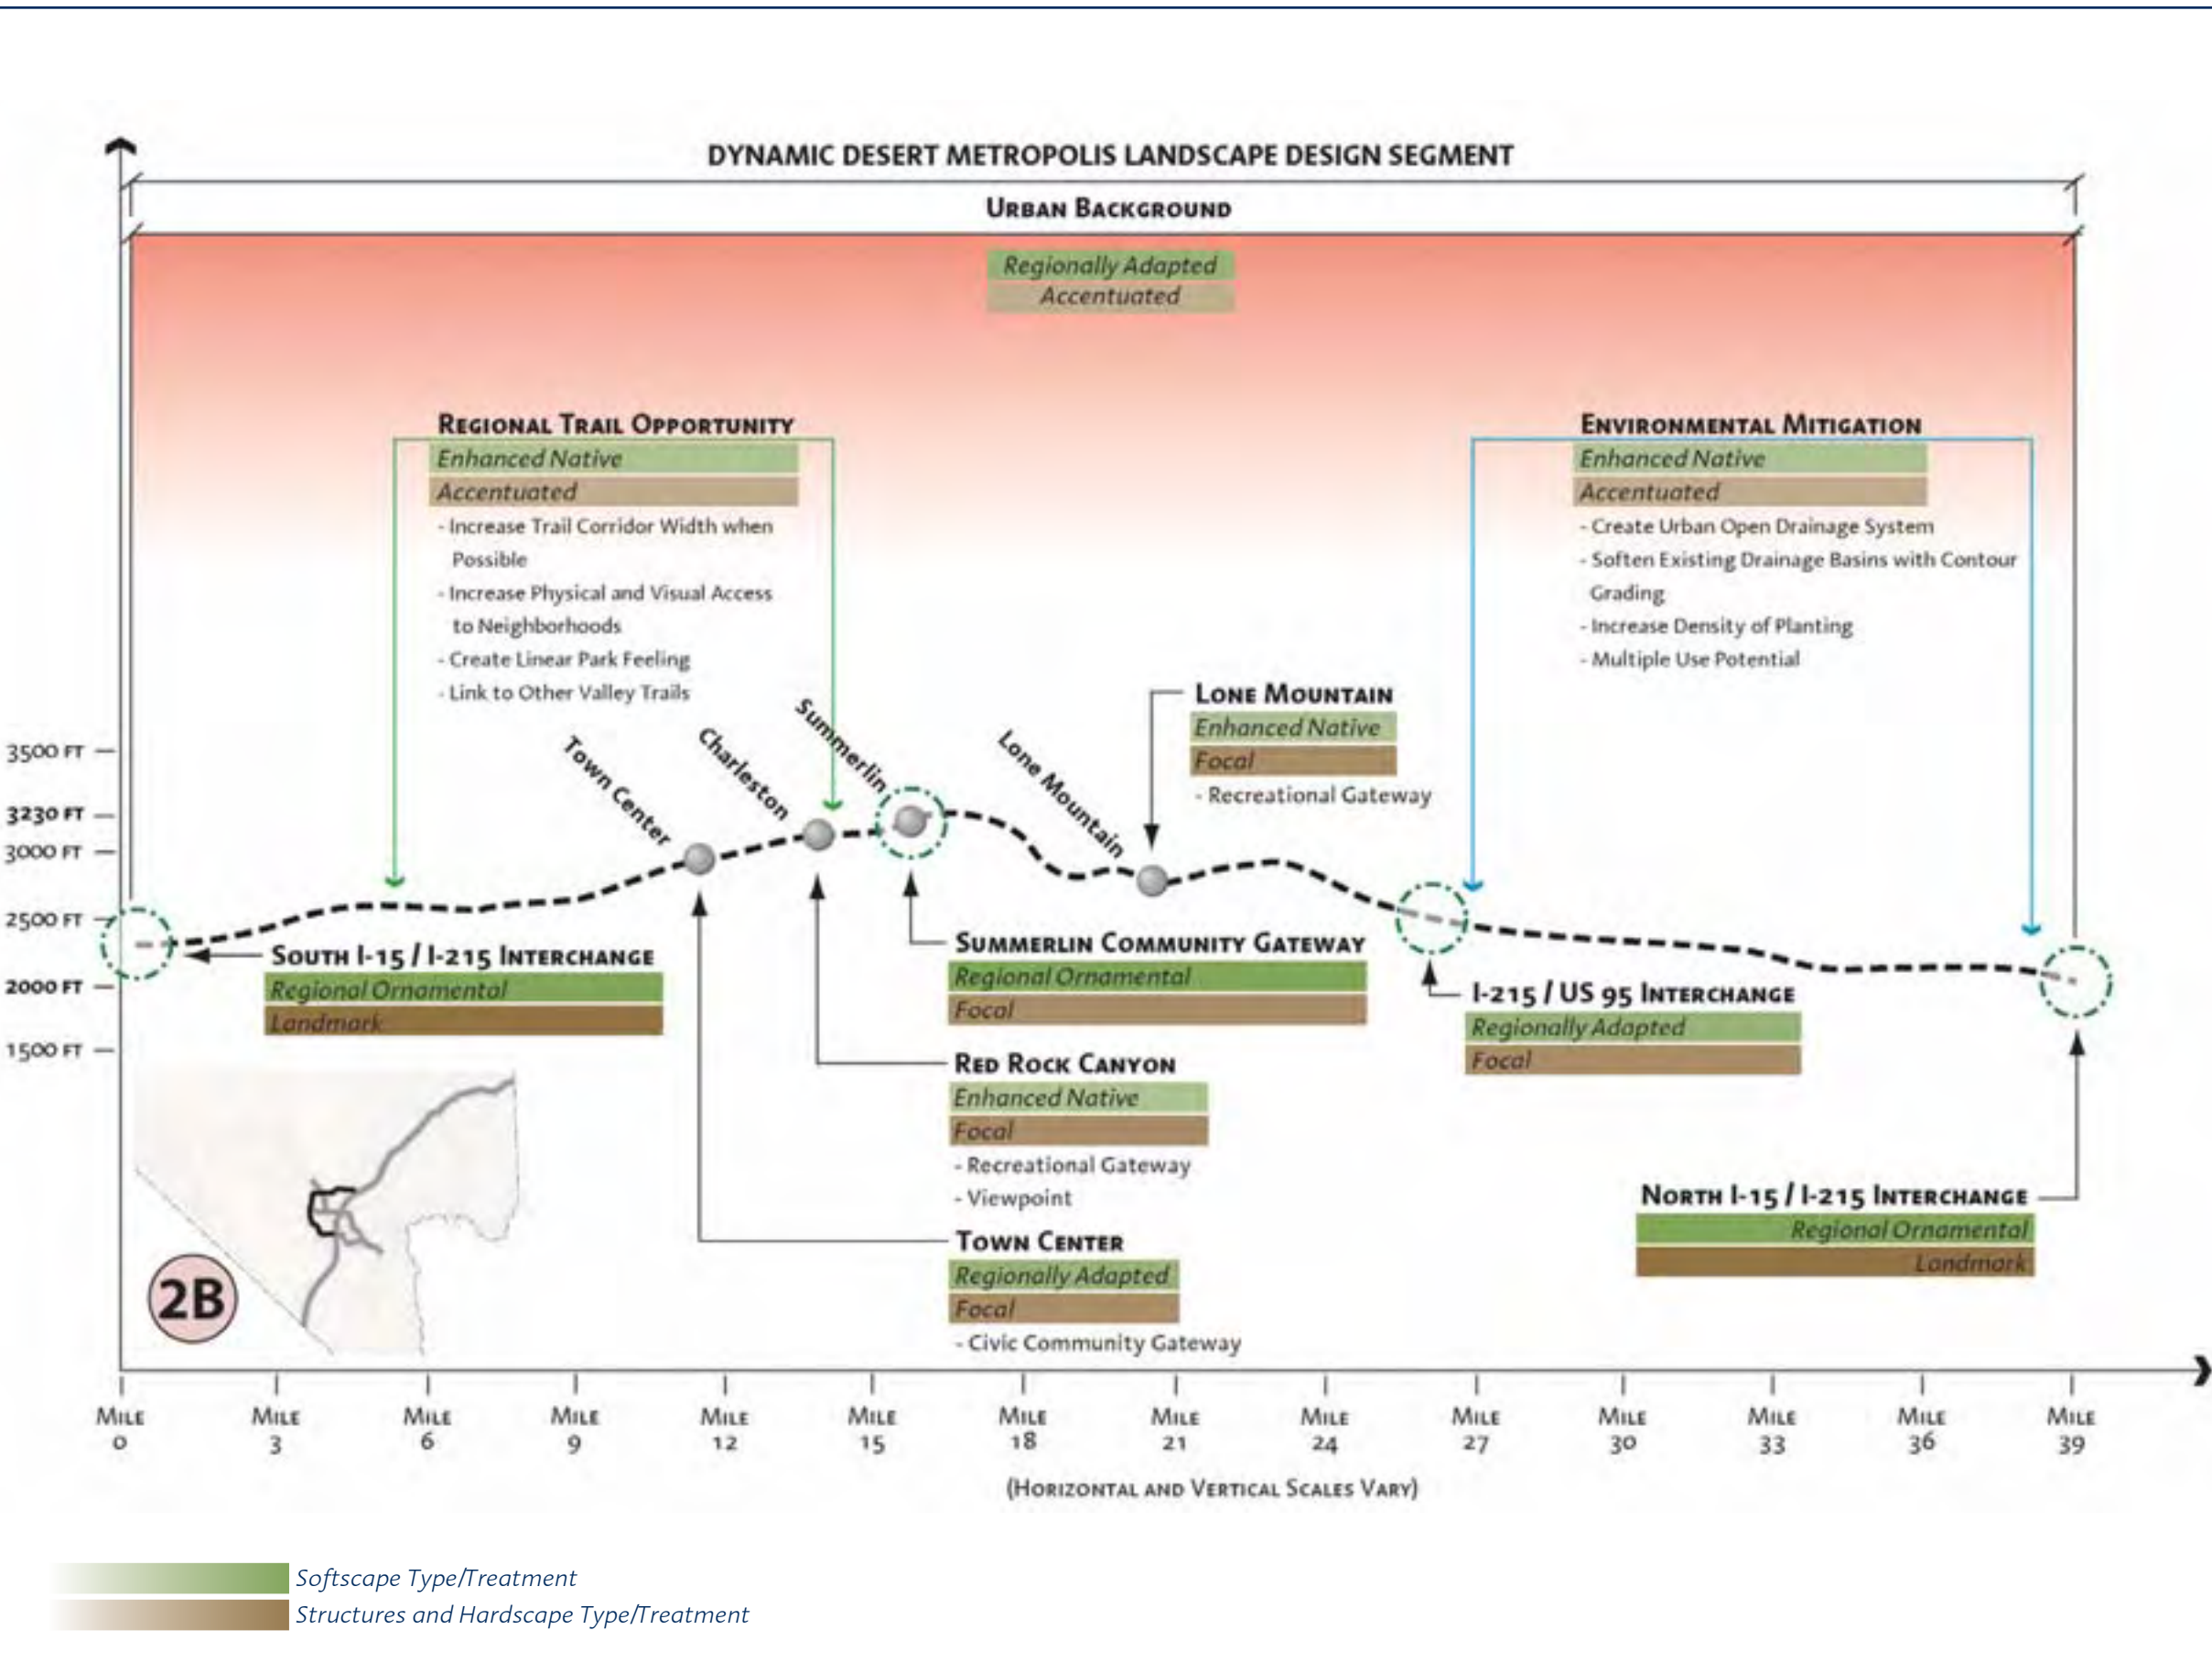 DYNAMIC DESERT METROPOLIS LANDSCAPE DESIGN SEGMENT
URBAN BACKGROUND
Regionally Adapted
Accentuated
REGIONAL TRAIL OPPORTUNITY
Enhanced Native
Accentuated
- Increase Trail Corridor Width when
Possible
- Increase Physical and Visual Access
to Neighborhoods
- Create Linear Park Feeling
- Link to Other Valley Trails
ENVIRONMENTAL MITIGATION
Enhanced Native
Accentuated
- Create Urban Open Drainage System
- Soften Existing Drainage Basins with Contour
Grading
- Increase Density of Planting
- Multiple Use Potential
3500 FT
3230 FT
3000 FT
2500 FT
2000 FT
1500 FT
Town Center
Charleston
Summerlin
Lone Mountain
LONE MOUNTAIN
Enhanced Native
Focal
- Recreational Gateway
SOUTH I-15 / I-215 INTERCHANGE
Regional Ornamental
Landmark
SUMMERLIN COMMUNITY GATEWAY
Regional Ornamental
Focal
I-215 / US 95 INTERCHANGE
Regionally Adapted
Focal
RED ROCK CANYON
Enhanced Native
Focal
- Recreational Gateway
- Viewpoint
NORTH I-15 / I-215 INTERCHANGE
Regional Ornamental
Landmark
TOWN CENTER
Regionally Adapted
Focal
- Civic Community Gateway
2B
MILE 0
MILE 3
MILE 6
MILE 9
MILE 12
MILE 15
MILE 18
MILE 21
MILE 24
MILE 27
MILE 30
MILE 33
MILE 36
MILE 39
(HORIZONTAL AND VERTICAL SCALES VARY)
Softscape Type/Treatment
Structures and Hardscape Type/Treatment